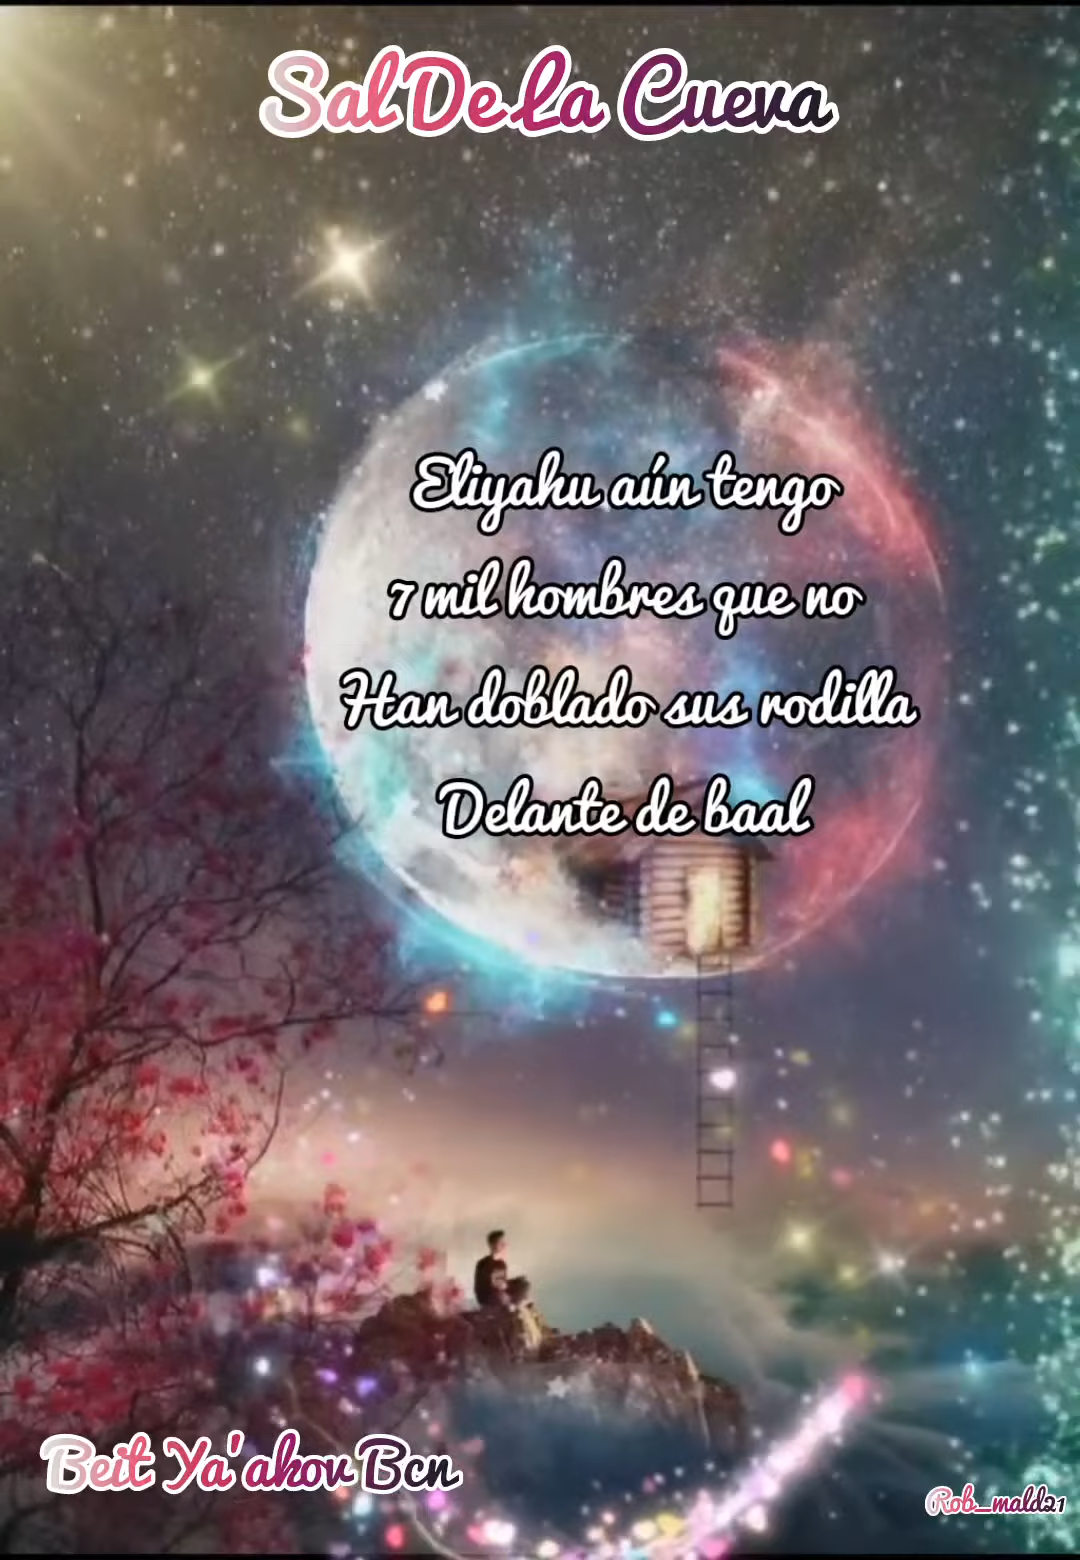 Sal De La Cueva
Eliyahu aún tengo
7 mil hombres que no
Han doblado sus rodilla
Delante de baal
Beit Ya'akov Bcn
Rob_mald21